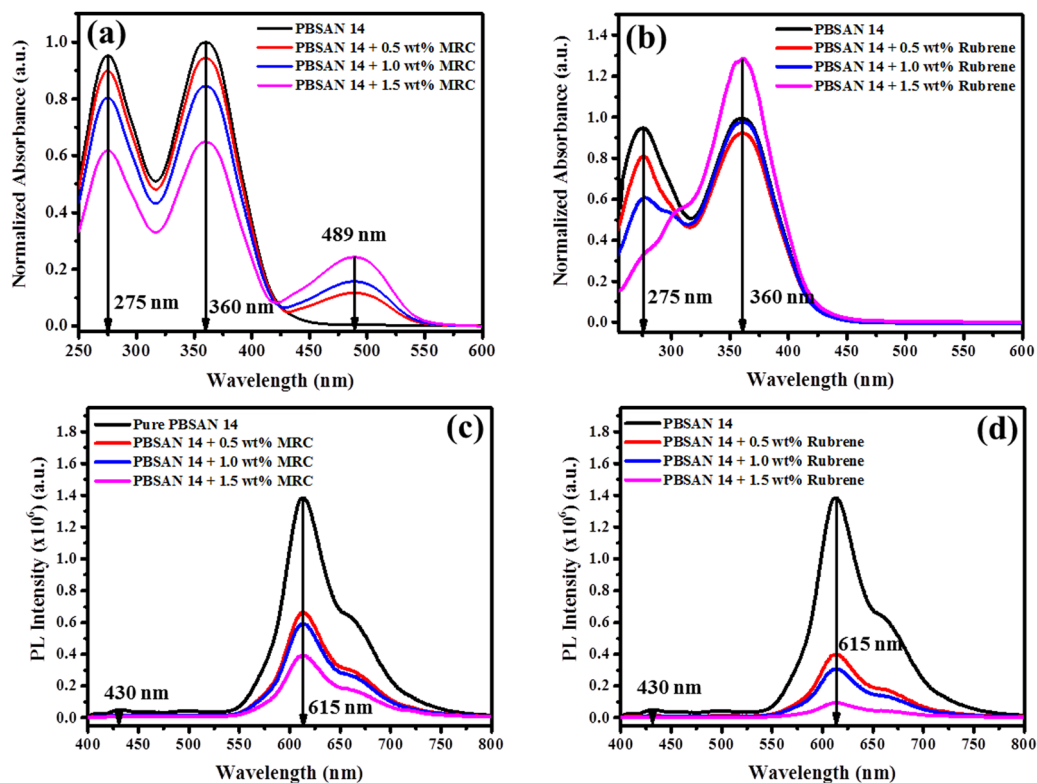 (a)
PBSAN 14
PBSAN 14 + 0.5 wt% MRC
PBSAN 14 + 1.0 wt% MRC
PBSAN 14 + 1.5 wt% MRC
1.0
0.8
0.6
0.4
0.2
0.0
Normalized Absorbance (a.u.)
275 nm
360 nm
489 nm
250 300 350 400 450 500 550 600
Wavelength (nm)
(b)
PBSAN 14
PBSAN 14 + 0.5 wt% Rubrene
PBSAN 14 + 1.0 wt% Rubrene
PBSAN 14 + 1.5 wt% Rubrene
1.4
1.2
1.0
0.8
0.6
0.4
0.2
0.0
Normalized Absorbance (a.u.)
275 nm
360 nm
300 350 400 450 500 550 600
Wavelength (nm)
(c)
Pure PBSAN 14
PBSAN 14 + 0.5 wt% MRC
PBSAN 14 + 1.0 wt% MRC
PBSAN 14 + 1.5 wt% MRC
1.8
1.6
1.4
1.2
1.0
0.8
0.6
0.4
0.2
0.0
PL Intensity (x10⁶) (a.u.)
430 nm
615 nm
400 450 500 550 600 650 700 750 800
Wavelength (nm)
(d)
PBSAN 14
PBSAN 14 + 0.5 wt% Rubrene
PBSAN 14 + 1.0 wt% Rubrene
PBSAN 14 + 1.5 wt% Rubrene
1.8
1.6
1.4
1.2
1.0
0.8
0.6
0.4
0.2
0.0
PL Intensity (x10⁶) (a.u.)
430 nm
615 nm
400 450 500 550 600 650 700 750 800
Wavelength (nm)